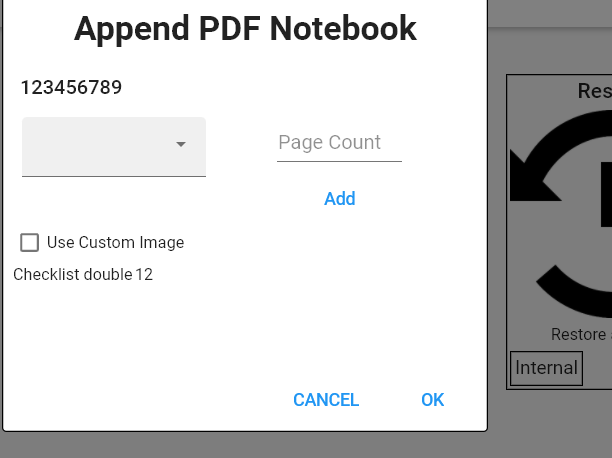 Append PDF Notebook
123456789
Page Count
Add
Use Custom Image
Checklist double 12
CANCEL
OK
Res
Restore
Internal